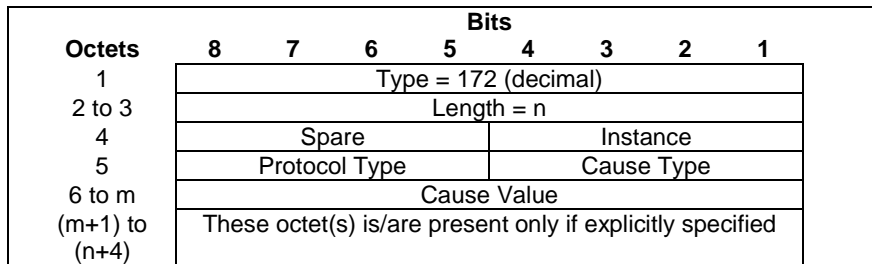 Bits
Octets 8 7 6 5 4 3 2 1
1 Type = 172 (decimal)
2 to 3 Length = n
4 Spare Instance
5 Protocol Type Cause Type
6 to m Cause Value
(m+1) to These octet(s) is/are present only if explicitly specified
(n+4)